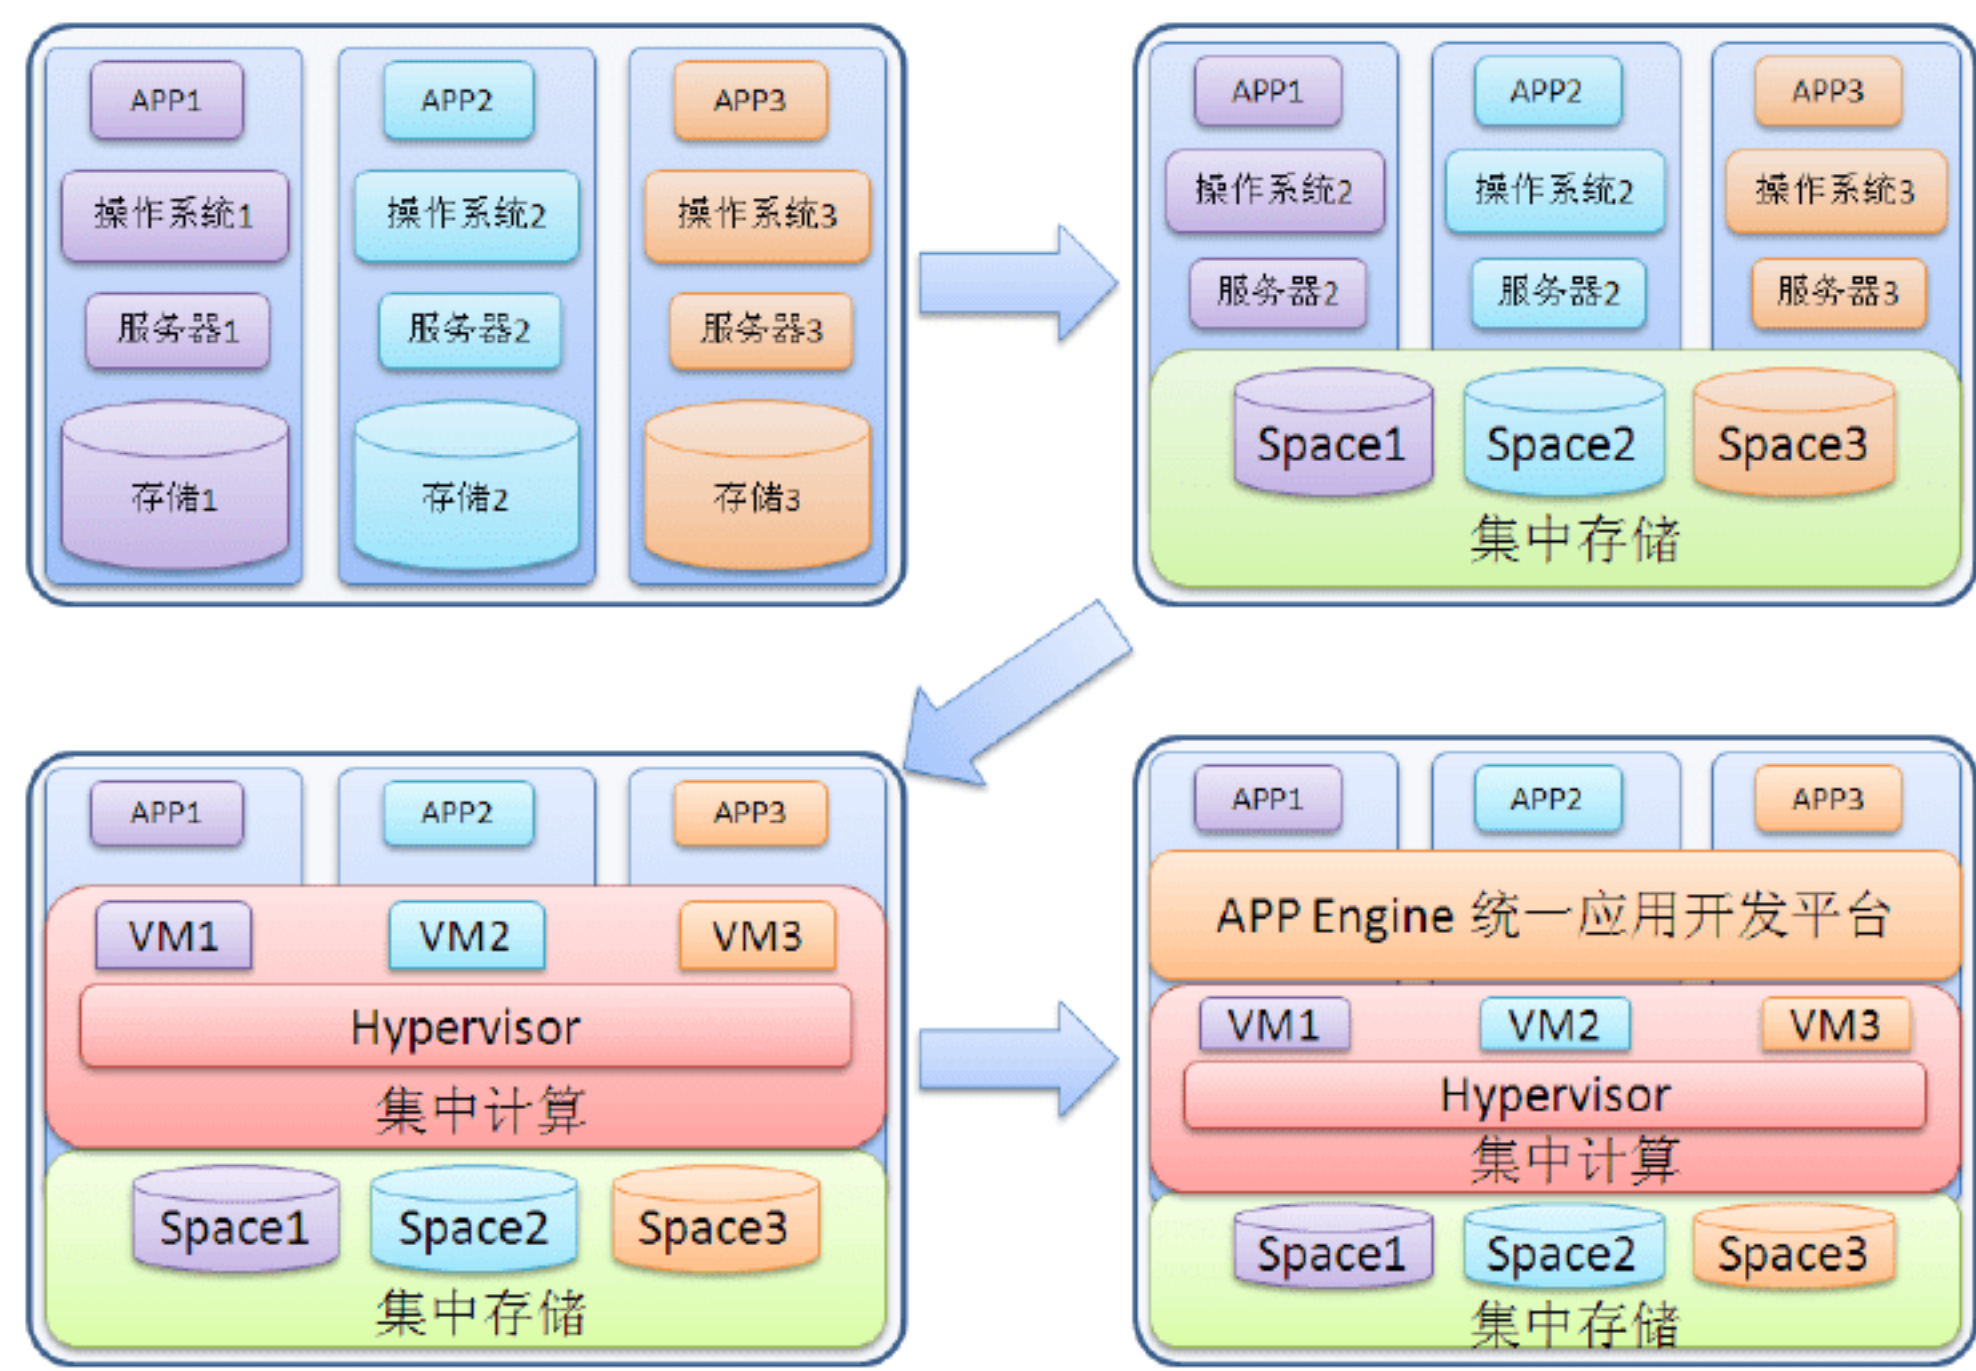 APP1 APP2 APP3
操作系统1 操作系统2 操作系统3
服务器1 服务器2 服务器3
存储1 存储2 存储3
APP1 APP2 APP3
操作系统2 操作系统2 操作系统3
服务器2 服务器2 服务器3
Space1 Space2 Space3
集中存储
APP1 APP2 APP3
VM1 VM2 VM3
Hypervisor
集中计算
Space1 Space2 Space3
集中存储
APP1 APP2 APP3
APP Engine 统一应用开发平台
VM1 VM2 VM3
Hypervisor
集中计算
Space1 Space2 Space3
集中存储